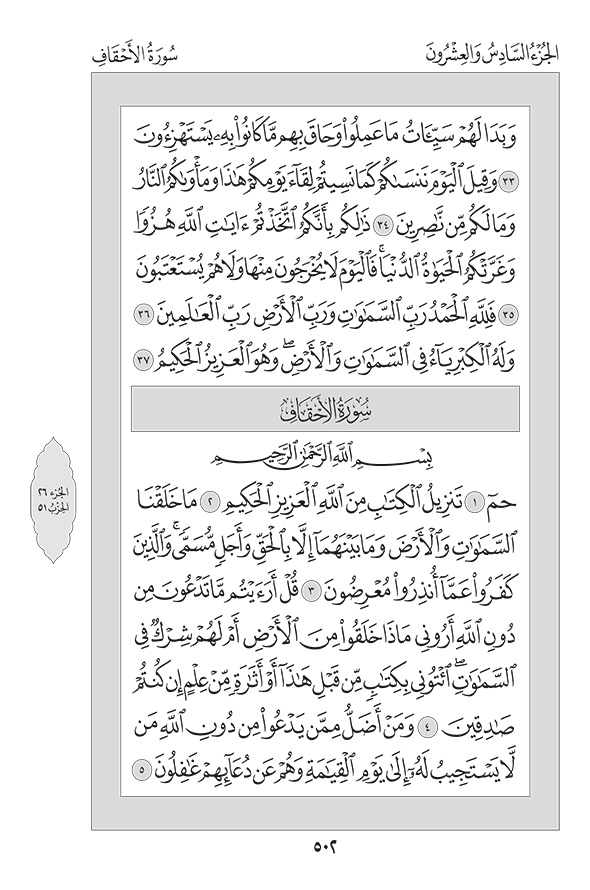 الجُزْءُ السَّادِسُ وَالعِشْرُونَ
سُورَةُ الأَحْقَافِ
وَبَدَا لَهُمْ سَيِّـَٔاتُ مَا عَمِلُوا۟ وَحَاقَ بِهِم مَّا كَانُوا۟ بِهِۦ يَسْتَهْزِءُونَ
٣٣ وَقِيلَ ٱلْيَوْمَ نَنسَىٰكُمْ كَمَا نَسِيتُمْ لِقَآءَ يَوْمِكُمْ هَـٰذَا وَمَأْوَىٰكُمُ ٱلنَّارُ
وَمَا لَكُم مِّن نَّـٰصِرِينَ ٣٤ ذَٰلِكُم بِأَنَّكُمُ ٱتَّخَذْتُمْ ءَايَـٰتِ ٱللَّهِ هُزُوًا
وَغَرَّتْكُمُ ٱلْحَيَوٰةُ ٱلدُّنْيَا ۚ فَٱلْيَوْمَ لَا يُخْرَجُونَ مِنْهَا وَلَا هُمْ يُسْتَعْتَبُونَ
٣٥ فَلِلَّهِ ٱلْحَمْدُ رَبِّ ٱلسَّمَـٰوَٰتِ وَرَبِّ ٱلْأَرْضِ رَبِّ ٱلْعَـٰلَمِينَ ٣٦
وَلَهُ ٱلْكِبْرِيَآءُ فِى ٱلسَّمَـٰوَٰتِ وَٱلْأَرْضِ ۖ وَهُوَ ٱلْعَزِيزُ ٱلْحَكِيمُ ٣٧
سُورَةُ الأَحْقَافِ
بِسْمِ ٱللَّهِ ٱلرَّحْمَـٰنِ ٱلرَّحِيمِ
حمٓ ١ تَنزِيلُ ٱلْكِتَـٰبِ مِنَ ٱللَّهِ ٱلْعَزِيزِ ٱلْحَكِيمِ ٢ مَا خَلَقْنَا
ٱلسَّمَـٰوَٰتِ وَٱلْأَرْضَ وَمَا بَيْنَهُمَآ إِلَّا بِٱلْحَقِّ وَأَجَلٍ مُّسَمًّى ۚ وَٱلَّذِينَ
كَفَرُوا۟ عَمَّآ أُنذِرُوا۟ مُعْرِضُونَ ٣ قُلْ أَرَءَيْتُم مَّا تَدْعُونَ مِن
دُونِ ٱللَّهِ أَرُونِى مَاذَا خَلَقُوا۟ مِنَ ٱلْأَرْضِ أَمْ لَهُمْ شِرْكٌ فِى
ٱلسَّمَـٰوَٰتِ ۖ ٱئْتُونِى بِكِتَـٰبٍ مِّن قَبْلِ هَـٰذَآ أَوْ أَثَـٰرَةٍ مِّنْ عِلْمٍ إِن كُنتُمْ
صَـٰدِقِينَ ٤ وَمَنْ أَضَلُّ مِمَّن يَدْعُوا۟ مِن دُونِ ٱللَّهِ مَن
لَّا يَسْتَجِيبُ لَهُۥٓ إِلَىٰ يَوْمِ ٱلْقِيَـٰمَةِ وَهُمْ عَن دُعَآئِهِمْ غَـٰفِلُونَ ٥
الجُزء ٢٦
الحِزبُ ٥١
٥٠٢